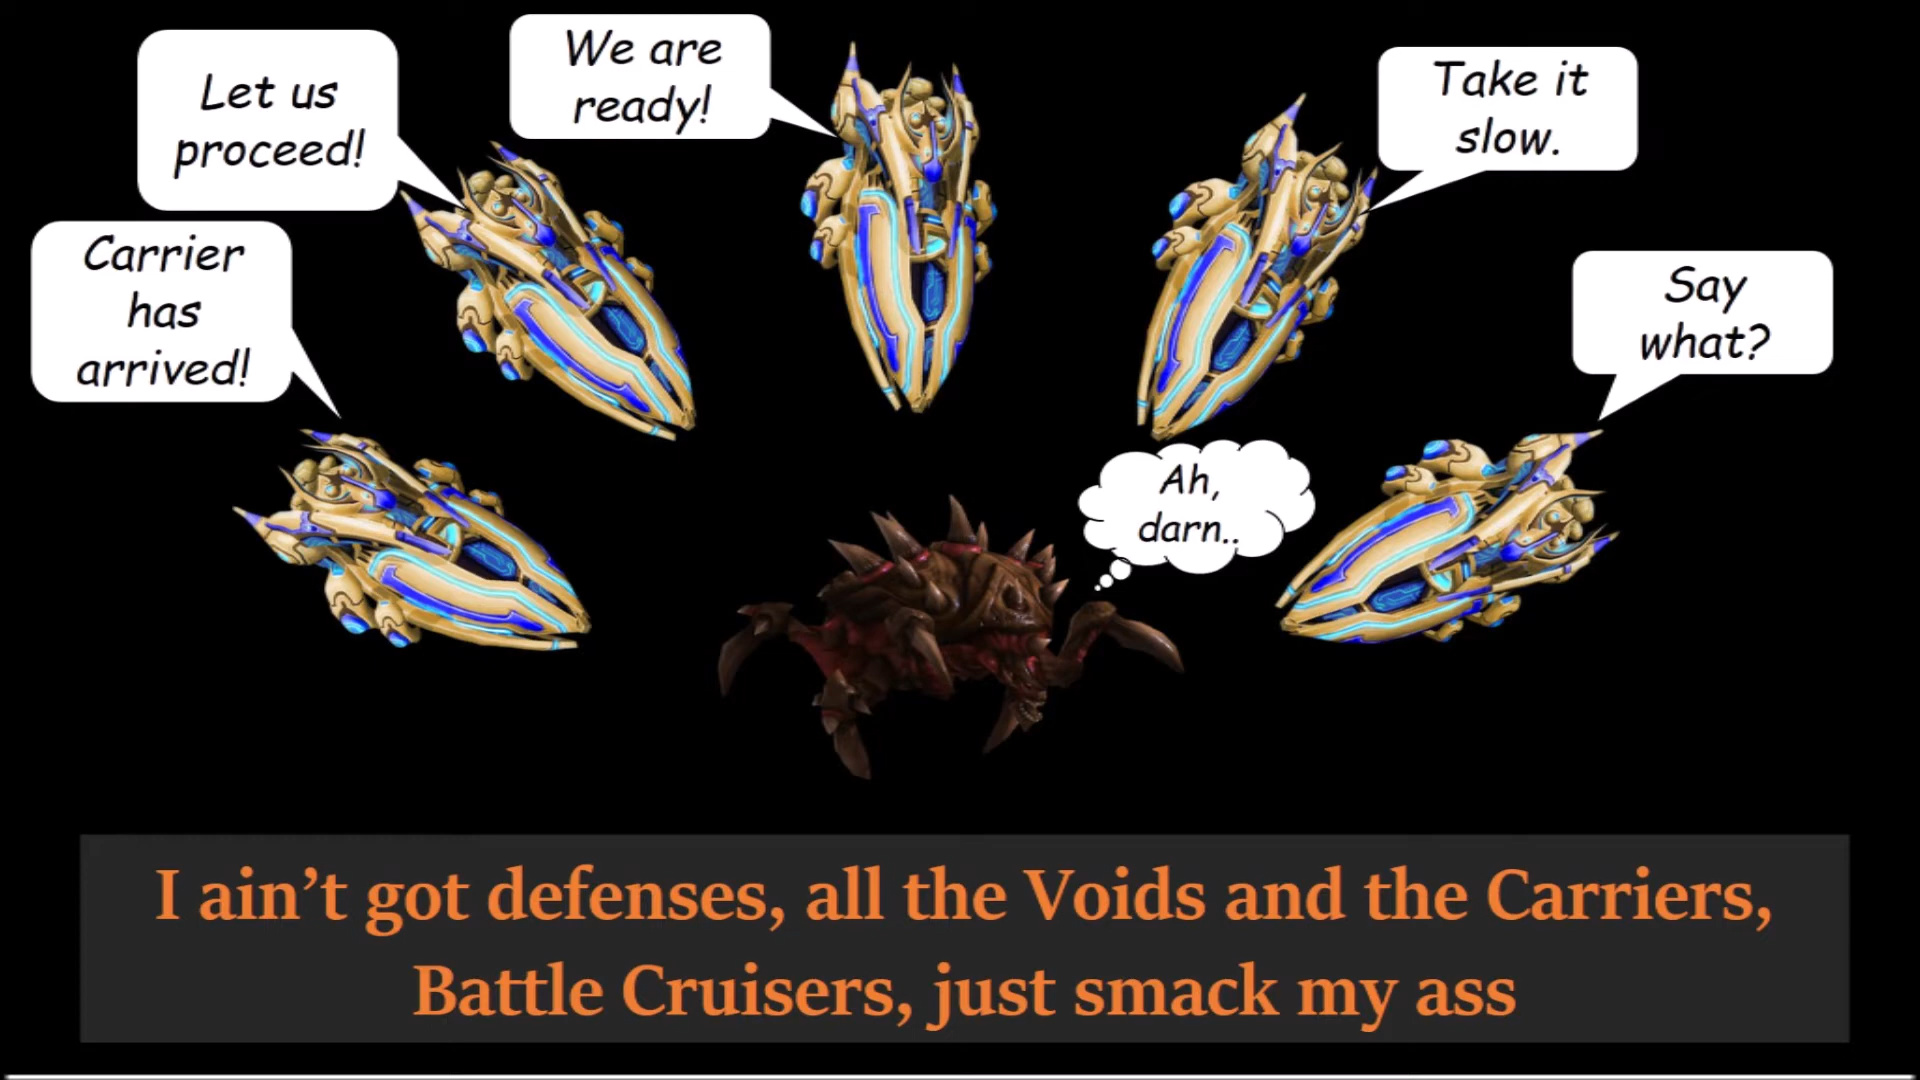 We are
ready!
Let us
proceed!
Take it
slow.
Carrier
has
arrived!
Say
what?
Ah,
darn..
I ain’t got defenses, all the Voids and the Carriers,
Battle Cruisers, just smack my ass